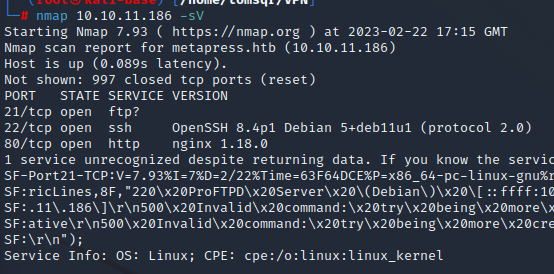 (root㉿kali-base) [/home/tomsqr/VPN]
# nmap 10.10.11.186 -sV
Starting Nmap 7.93 ( https://nmap.org ) at 2023-02-22 17:15 GMT
Nmap scan report for metapress.htb (10.10.11.186)
Host is up (0.089s latency).
Not shown: 997 closed tcp ports (reset)
PORT   STATE SERVICE VERSION
21/tcp open  ftp?
22/tcp open  ssh     OpenSSH 8.4p1 Debian 5+deb11u1 (protocol 2.0)
80/tcp open  http    nginx 1.18.0
1 service unrecognized despite returning data. If you know the servic
SF-Port21-TCP:V=7.93%I=7%D=2/22%Time=63F64DCE%P=x86_64-pc-linux-gnu%r
SF:ricLines,8F,"220\x20ProFTPD\x20Server\x20\(Debian\)\x20\[::ffff:10
SF:.11\.186\]\r\n500\x20Invalid\x20command:\x20try\x20being\x20more\x
SF:ative\r\n500\x20Invalid\x20command:\x20try\x20being\x20more\x20cre
SF:\r\n");
Service Info: OS: Linux; CPE: cpe:/o:linux:linux_kernel